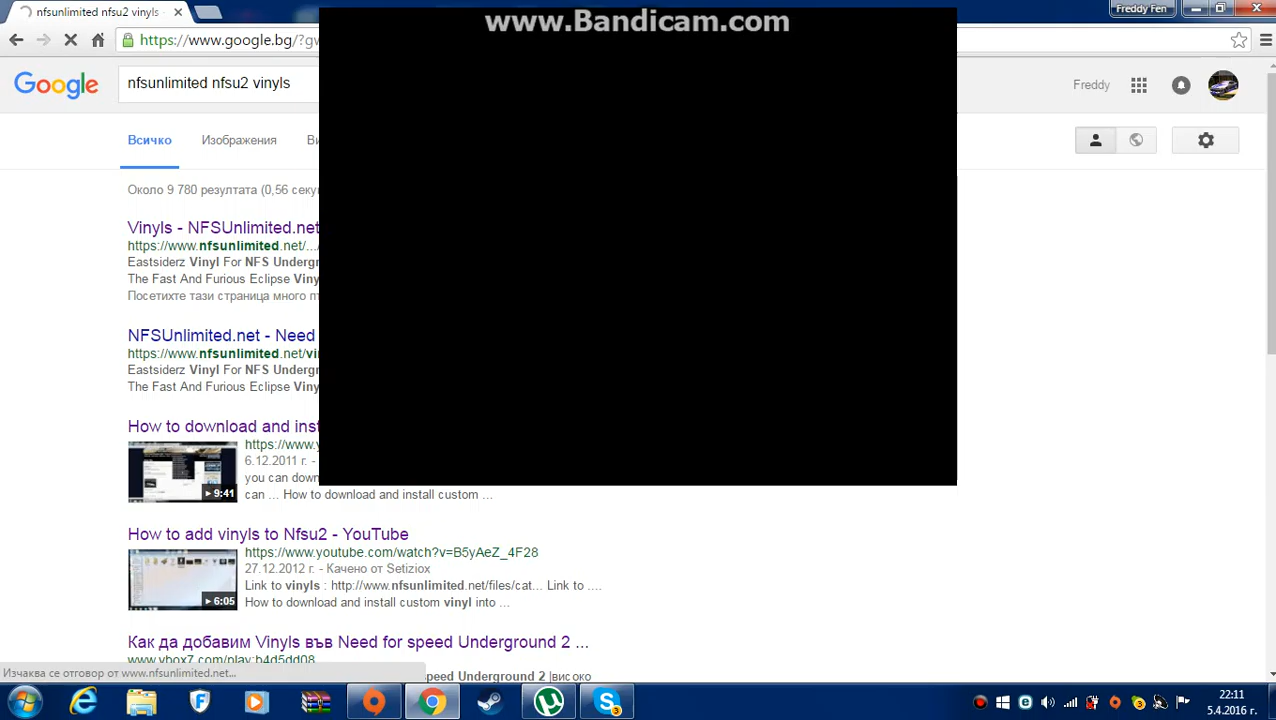 www.Bandicam.com
nfsunlimited nfsu2 vinyls
Freddy Fen
https://www.google.bg/?gw
Google
nfsunlimited nfsu2 vinyls
Freddy
Всичко
Изображения
Около 9 780 резултата (0,56 секу
Vinyls - NFSUnlimited.net
https://www.nfsunlimited.net/.../
Eastsiderz Vinyl For NFS Undergr
The Fast And Furious Eclipse Viny
Посетихте тази страница много п
NFSUnlimited.net - Need
https://www.nfsunlimited.net/vi
Eastsiderz Vinyl For NFS Undergr
The Fast And Furious Eclipse Viny
How to download and inst
https://www.y
6.12.2011 г. -
you can down
9:41
can ... How to download and install custom ...
How to add vinyls to Nfsu2 - YouTube
https://www.youtube.com/watch?v=B5yAeZ_4F28
27.12.2012 г. - Качено от Setiziox
Link to vinyls : http://www.nfsunlimited.net/files/cat... Link to ....
6:05
How to download and install custom vinyl into ...
Как да добавим Vinyls във Need for speed Underground 2 ...
www.vbox7.com/play:b4d5dd08
Изчаква се отговор от www.nfsunlimited.net...
speed Underground 2 |високо
EN
22:11
5.4.2016 г.